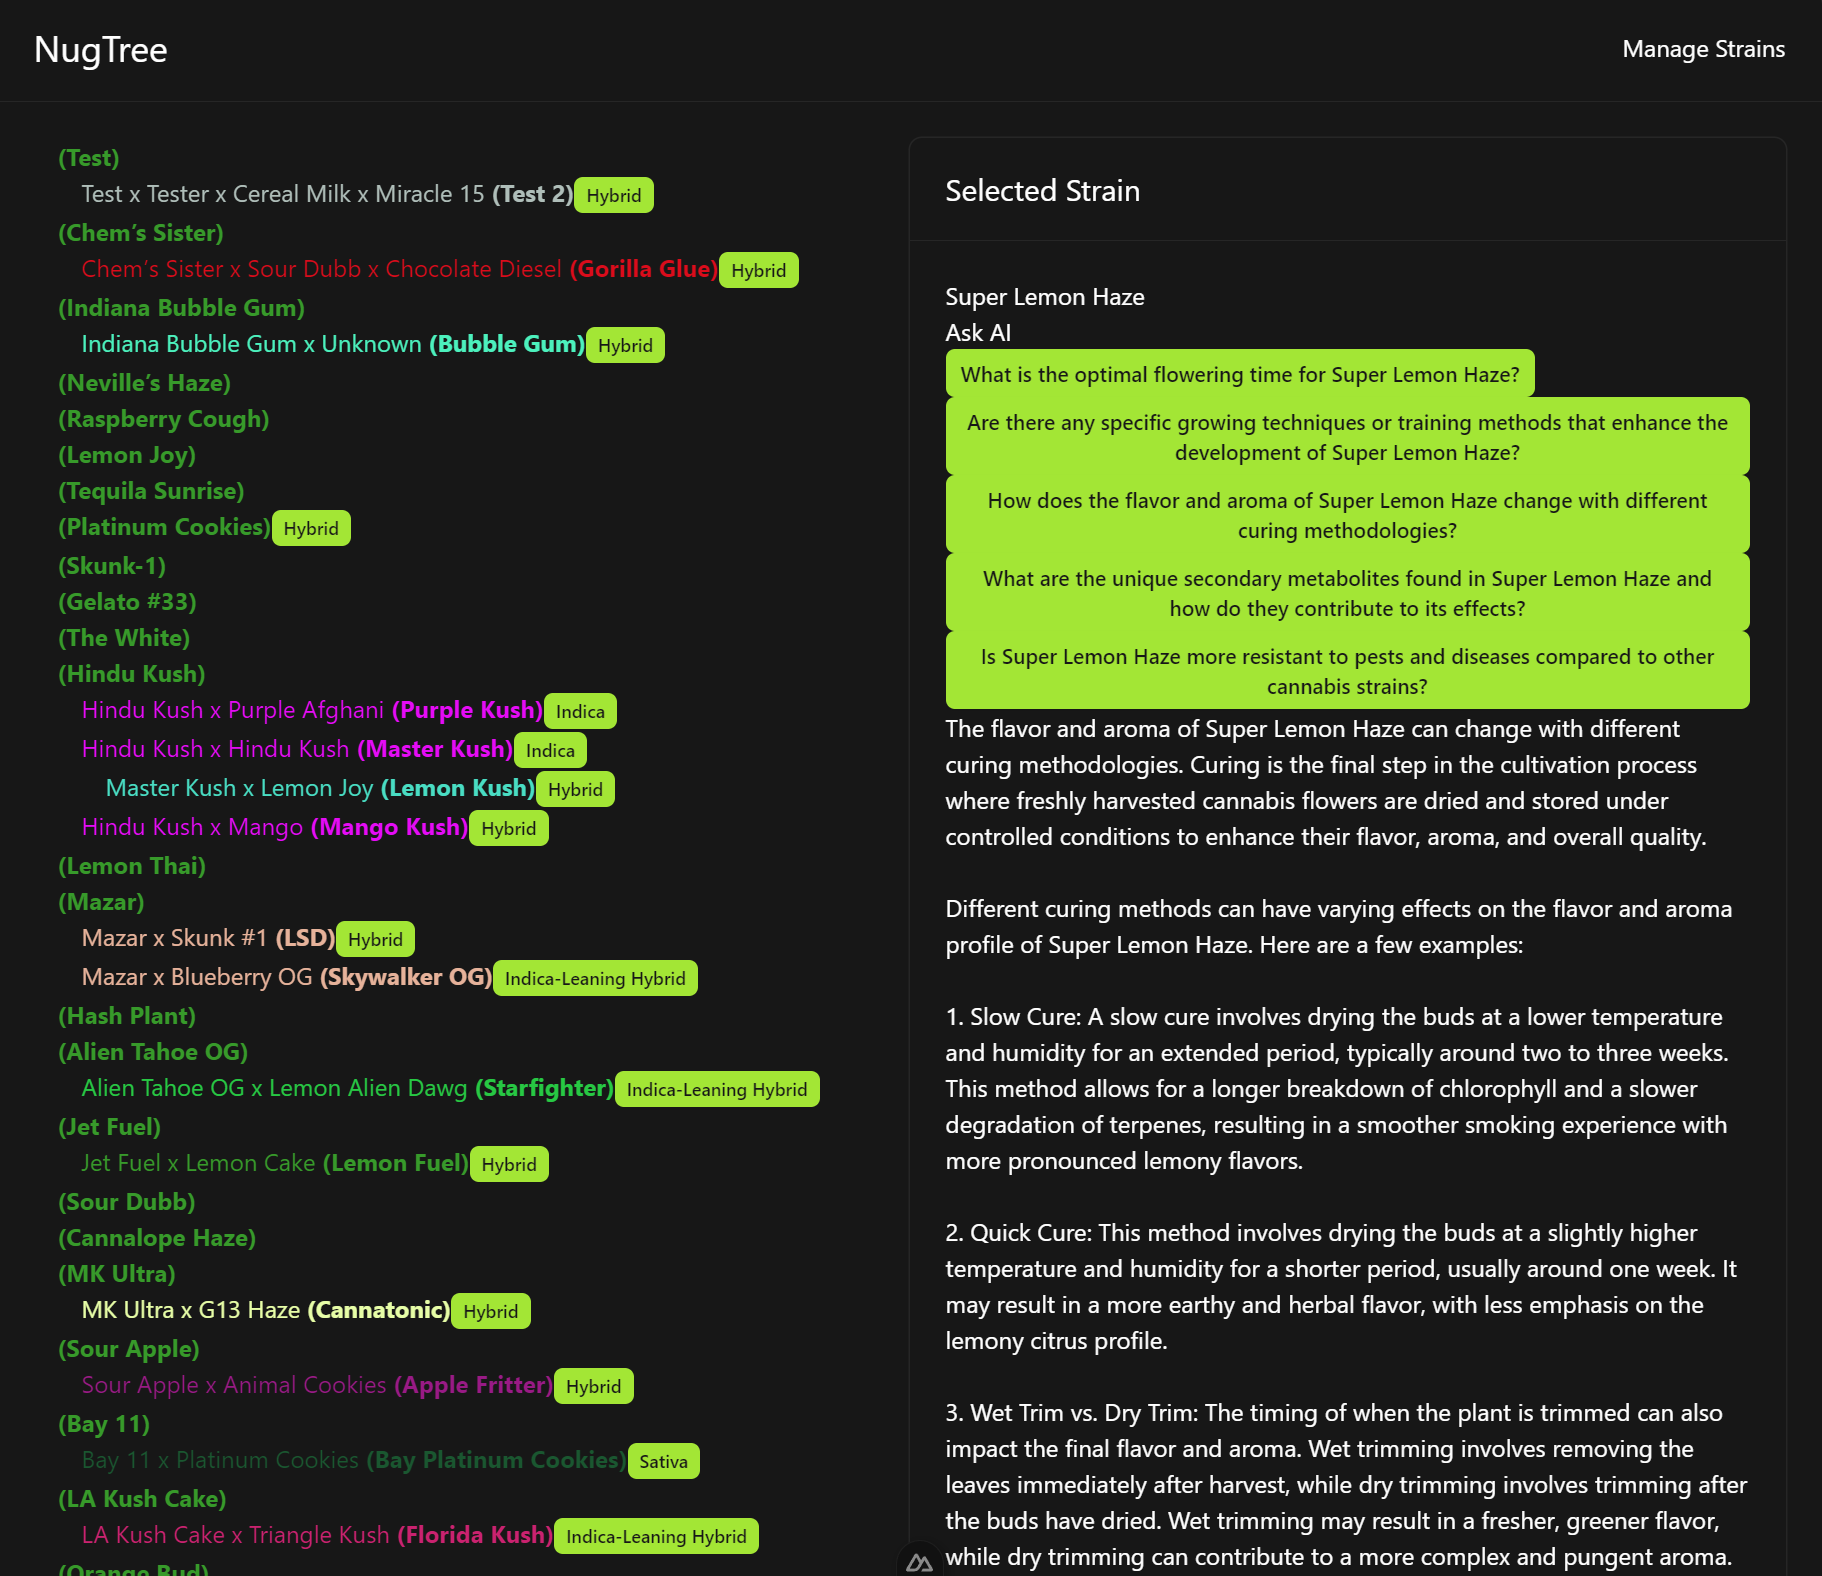 NugTree
Manage Strains
(Test)
Test x Tester x Cereal Milk x Miracle 15 (Test 2) Hybrid
(Chem’s Sister)
Chem’s Sister x Sour Dubb x Chocolate Diesel (Gorilla Glue) Hybrid
(Indiana Bubble Gum)
Indiana Bubble Gum x Unknown (Bubble Gum) Hybrid
(Neville’s Haze)
(Raspberry Cough)
(Lemon Joy)
(Tequila Sunrise)
(Platinum Cookies) Hybrid
(Skunk-1)
(Gelato #33)
(The White)
(Hindu Kush)
Hindu Kush x Purple Afghani (Purple Kush) Indica
Hindu Kush x Hindu Kush (Master Kush) Indica
Master Kush x Lemon Joy (Lemon Kush) Hybrid
Hindu Kush x Mango (Mango Kush) Hybrid
(Lemon Thai)
(Mazar)
Mazar x Skunk #1 (LSD) Hybrid
Mazar x Blueberry OG (Skywalker OG) Indica-Leaning Hybrid
(Hash Plant)
(Alien Tahoe OG)
Alien Tahoe OG x Lemon Alien Dawg (Starfighter) Indica-Leaning Hybrid
(Jet Fuel)
Jet Fuel x Lemon Cake (Lemon Fuel) Hybrid
(Sour Dubb)
(Cannalope Haze)
(MK Ultra)
MK Ultra x G13 Haze (Cannatonic) Hybrid
(Sour Apple)
Sour Apple x Animal Cookies (Apple Fritter) Hybrid
(Bay 11)
Bay 11 x Platinum Cookies (Bay Platinum Cookies) Sativa
(LA Kush Cake)
LA Kush Cake x Triangle Kush (Florida Kush) Indica-Leaning Hybrid
(Orange Bud)
Selected Strain
Super Lemon Haze
Ask AI
What is the optimal flowering time for Super Lemon Haze?
Are there any specific growing techniques or training methods that enhance the
development of Super Lemon Haze?
How does the flavor and aroma of Super Lemon Haze change with different
curing methodologies?
What are the unique secondary metabolites found in Super Lemon Haze and
how do they contribute to its effects?
Is Super Lemon Haze more resistant to pests and diseases compared to other
cannabis strains?
The flavor and aroma of Super Lemon Haze can change with different
curing methodologies. Curing is the final step in the cultivation process
where freshly harvested cannabis flowers are dried and stored under
controlled conditions to enhance their flavor, aroma, and overall quality.
Different curing methods can have varying effects on the flavor and aroma
profile of Super Lemon Haze. Here are a few examples:
1. Slow Cure: A slow cure involves drying the buds at a lower temperature
and humidity for an extended period, typically around two to three weeks.
This method allows for a longer breakdown of chlorophyll and a slower
degradation of terpenes, resulting in a smoother smoking experience with
more pronounced lemony flavors.
2. Quick Cure: This method involves drying the buds at a slightly higher
temperature and humidity for a shorter period, usually around one week. It
may result in a more earthy and herbal flavor, with less emphasis on the
lemony citrus profile.
3. Wet Trim vs. Dry Trim: The timing of when the plant is trimmed can also
impact the final flavor and aroma. Wet trimming involves removing the
leaves immediately after harvest, while dry trimming involves trimming after
the buds have dried. Wet trimming may result in a fresher, greener flavor,
while dry trimming can contribute to a more complex and pungent aroma.